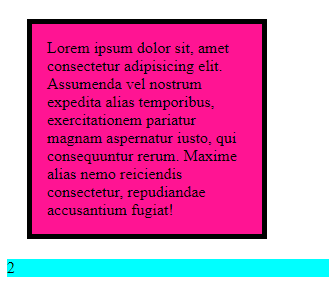 Lorem ipsum dolor sit, amet
consectetur adipisicing elit.
Assumenda vel nostrum
expedita alias temporibus,
exercitationem pariatur
magnam aspernatur iusto, qui
consequuntur rerum. Maxime
alias nemo reiciendis
consectetur, repudiandae
accusantium fugiat!
2